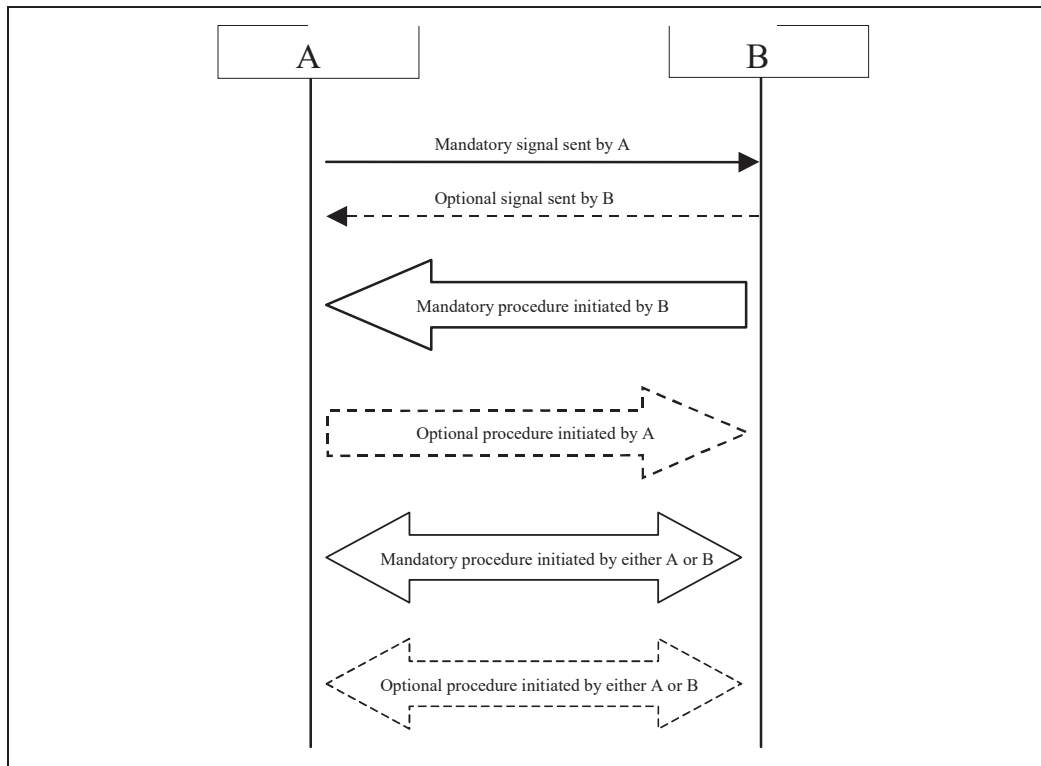 A
B
Mandatory signal sent by A
Optional signal sent by B
Mandatory procedure initiated by B
Optional procedure initiated by A
Mandatory procedure initiated by either A or B
Optional procedure initiated by either A or B